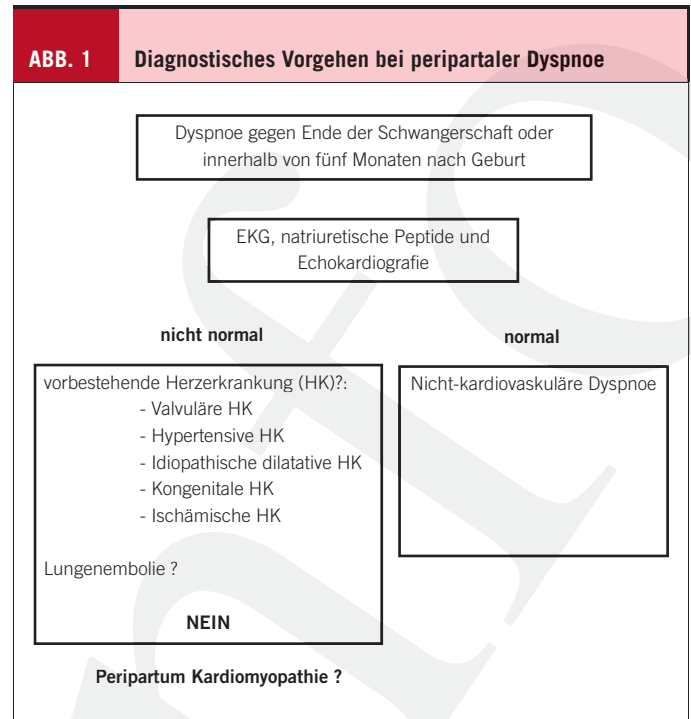 ABB. 1 Diagnostisches Vorgehen bei peripartaler Dyspnoe
Dyspnoe gegen Ende der Schwangerschaft oder
innerhalb von fünf Monaten nach Geburt
EKG, natriuretische Peptide und
Echokardiografie
nicht normal
vorbestehende Herzerkrankung (HK)?:
- Valvuläre HK
- Hypertensive HK
- Idiopathische dilatative HK
- Kongenitale HK
- Ischämische HK
Lungenembolie ?
NEIN
Peripartum Kardiomyopathie ?
normal
Nicht-kardiovaskuläre Dyspnoe